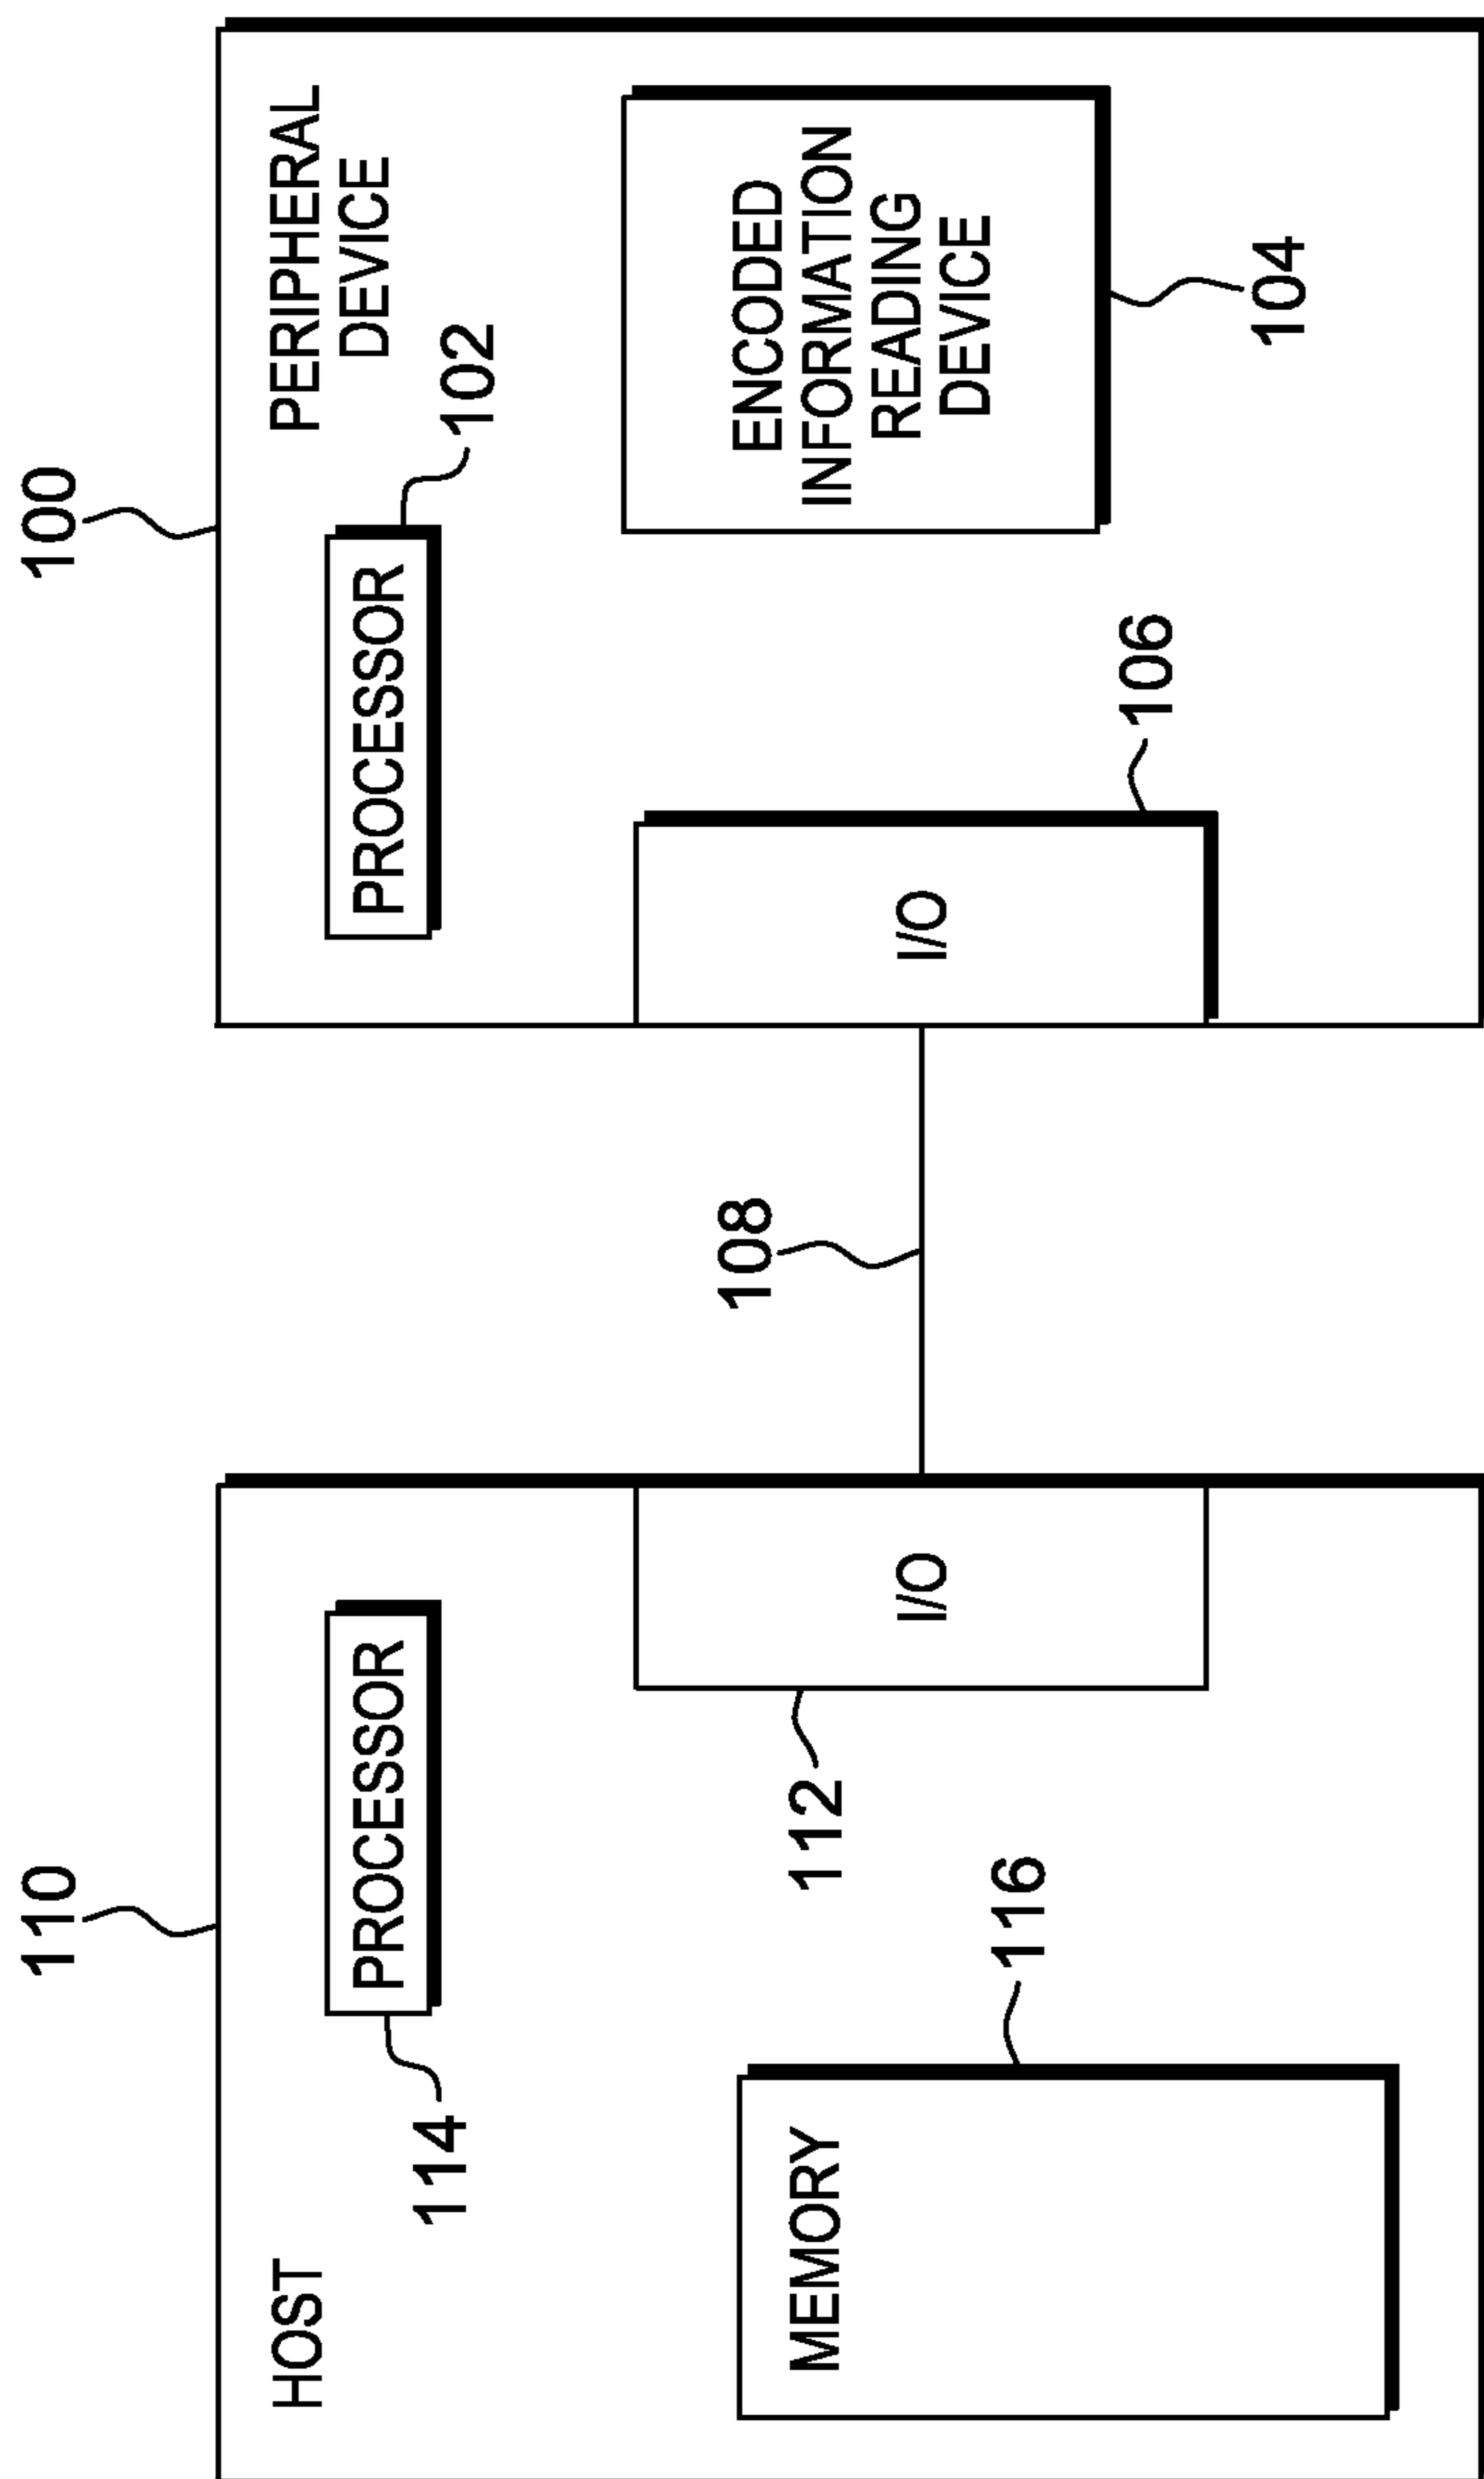 110
HOST
PROCESSOR
114
I/O
112
MEMORY
116
108
100
PERIPHERAL
DEVICE
PROCESSOR
102
ENCODED
INFORMATION
READING
DEVICE
104
I/O
106